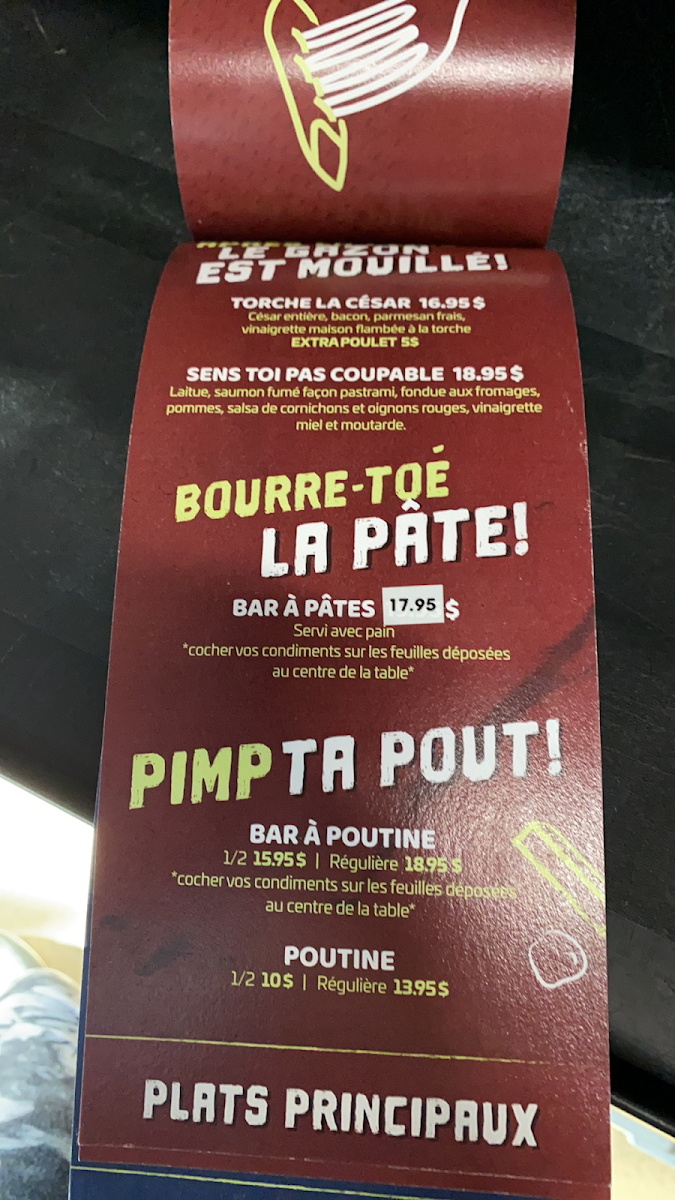 LE GAZON
EST MOUILLÉ!
TORCHE LA CÉSAR 16.95$
César entière, bacon, parmesan frais,
vinaigrette maison flambée à la torche
EXTRA POULET 5$
SENS TOI PAS COUPABLE 18.95$
Laitue, saumon fumé façon pastrami, fondue aux fromages,
pommes, salsa de cornichons et oignons rouges, vinaigrette
miel et moutarde.
BOURRE-TOÉ
LA PÂTE!
BAR À PÂTES 17.95 $
Servi avec pain
*cocher vos condiments sur les feuilles déposées
au centre de la table*
PIMP TA POUT!
BAR À POUTINE
1/2 15.95$ | Régulière 18.95$
*cocher vos condiments sur les feuilles déposées
au centre de la table*
POUTINE
1/2 10$ | Régulière 13.95$
PLATS PRINCIPAUX